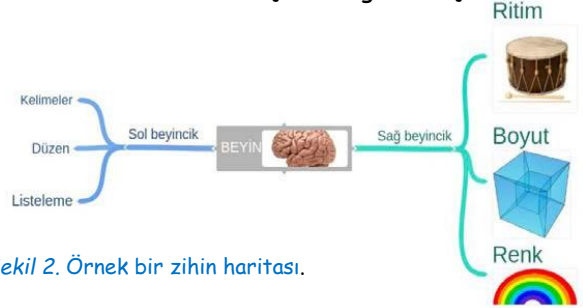 Ritim
Kelimeler
Sol beyincik
BEYİN
Sağ beyincik
Boyut
Düzen
Listeleme
Renk
ekil 2. Örnek bir zihin haritası.